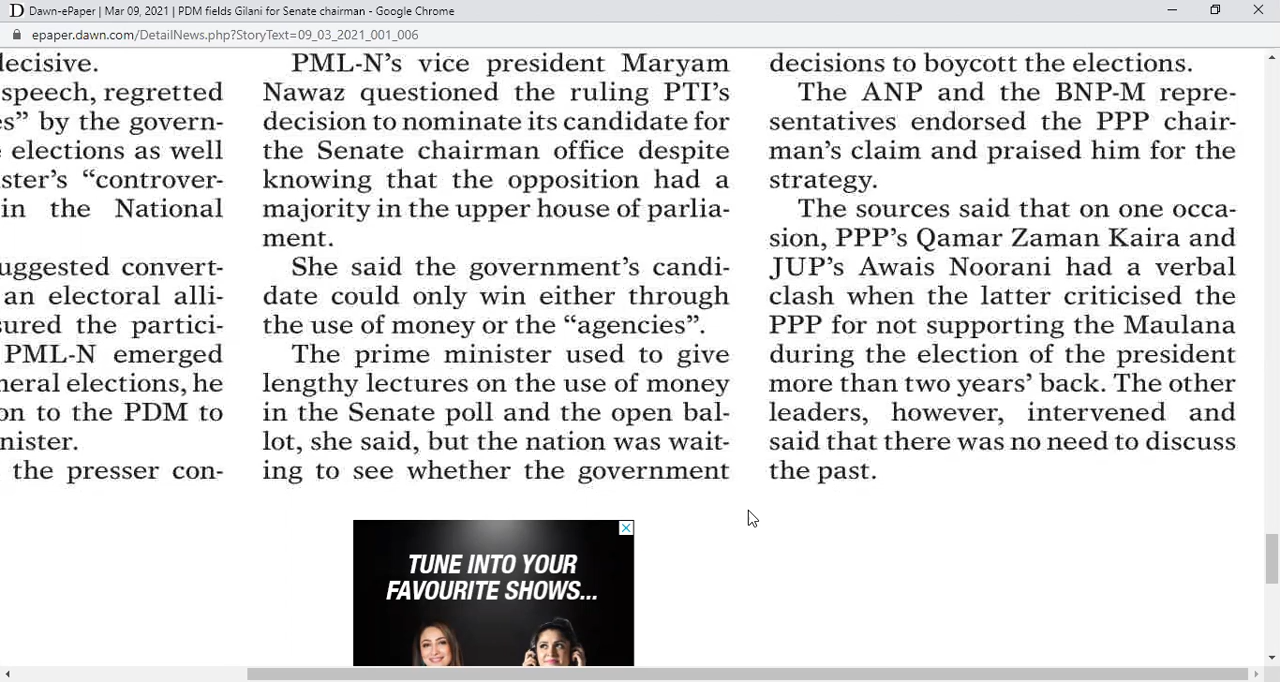 Dawn-ePaper | Mar 09, 2021 | PDM fields Gilani for Senate chairman - Google Chrome
epaper.dawn.com/DetailNews.php?StoryText=09_03_2021_001_006
lecisive.
speech, regretted
es” by the govern-
e elections as well
ster’s “controver-
in the National
uggested convert-
an electoral alli-
sured the partici-
PML-N emerged
neral elections, he
on to the PDM to
nister.
the presser con-
PML-N’s vice president Maryam
Nawaz questioned the ruling PTI’s
decision to nominate its candidate for
the Senate chairman office despite
knowing that the opposition had a
majority in the upper house of parlia-
ment.
She said the government’s candi-
date could only win either through
the use of money or the “agencies”.
The prime minister used to give
lengthy lectures on the use of money
in the Senate poll and the open bal-
lot, she said, but the nation was wait-
ing to see whether the government
decisions to boycott the elections.
The ANP and the BNP-M repre-
sentatives endorsed the PPP chair-
man’s claim and praised him for the
strategy.
The sources said that on one occa-
sion, PPP’s Qamar Zaman Kaira and
JUP’s Awais Noorani had a verbal
clash when the latter criticised the
PPP for not supporting the Maulana
during the election of the president
more than two years’ back. The other
leaders, however, intervened and
said that there was no need to discuss
the past.
TUNE INTO YOUR
FAVOURITE SHOWS...